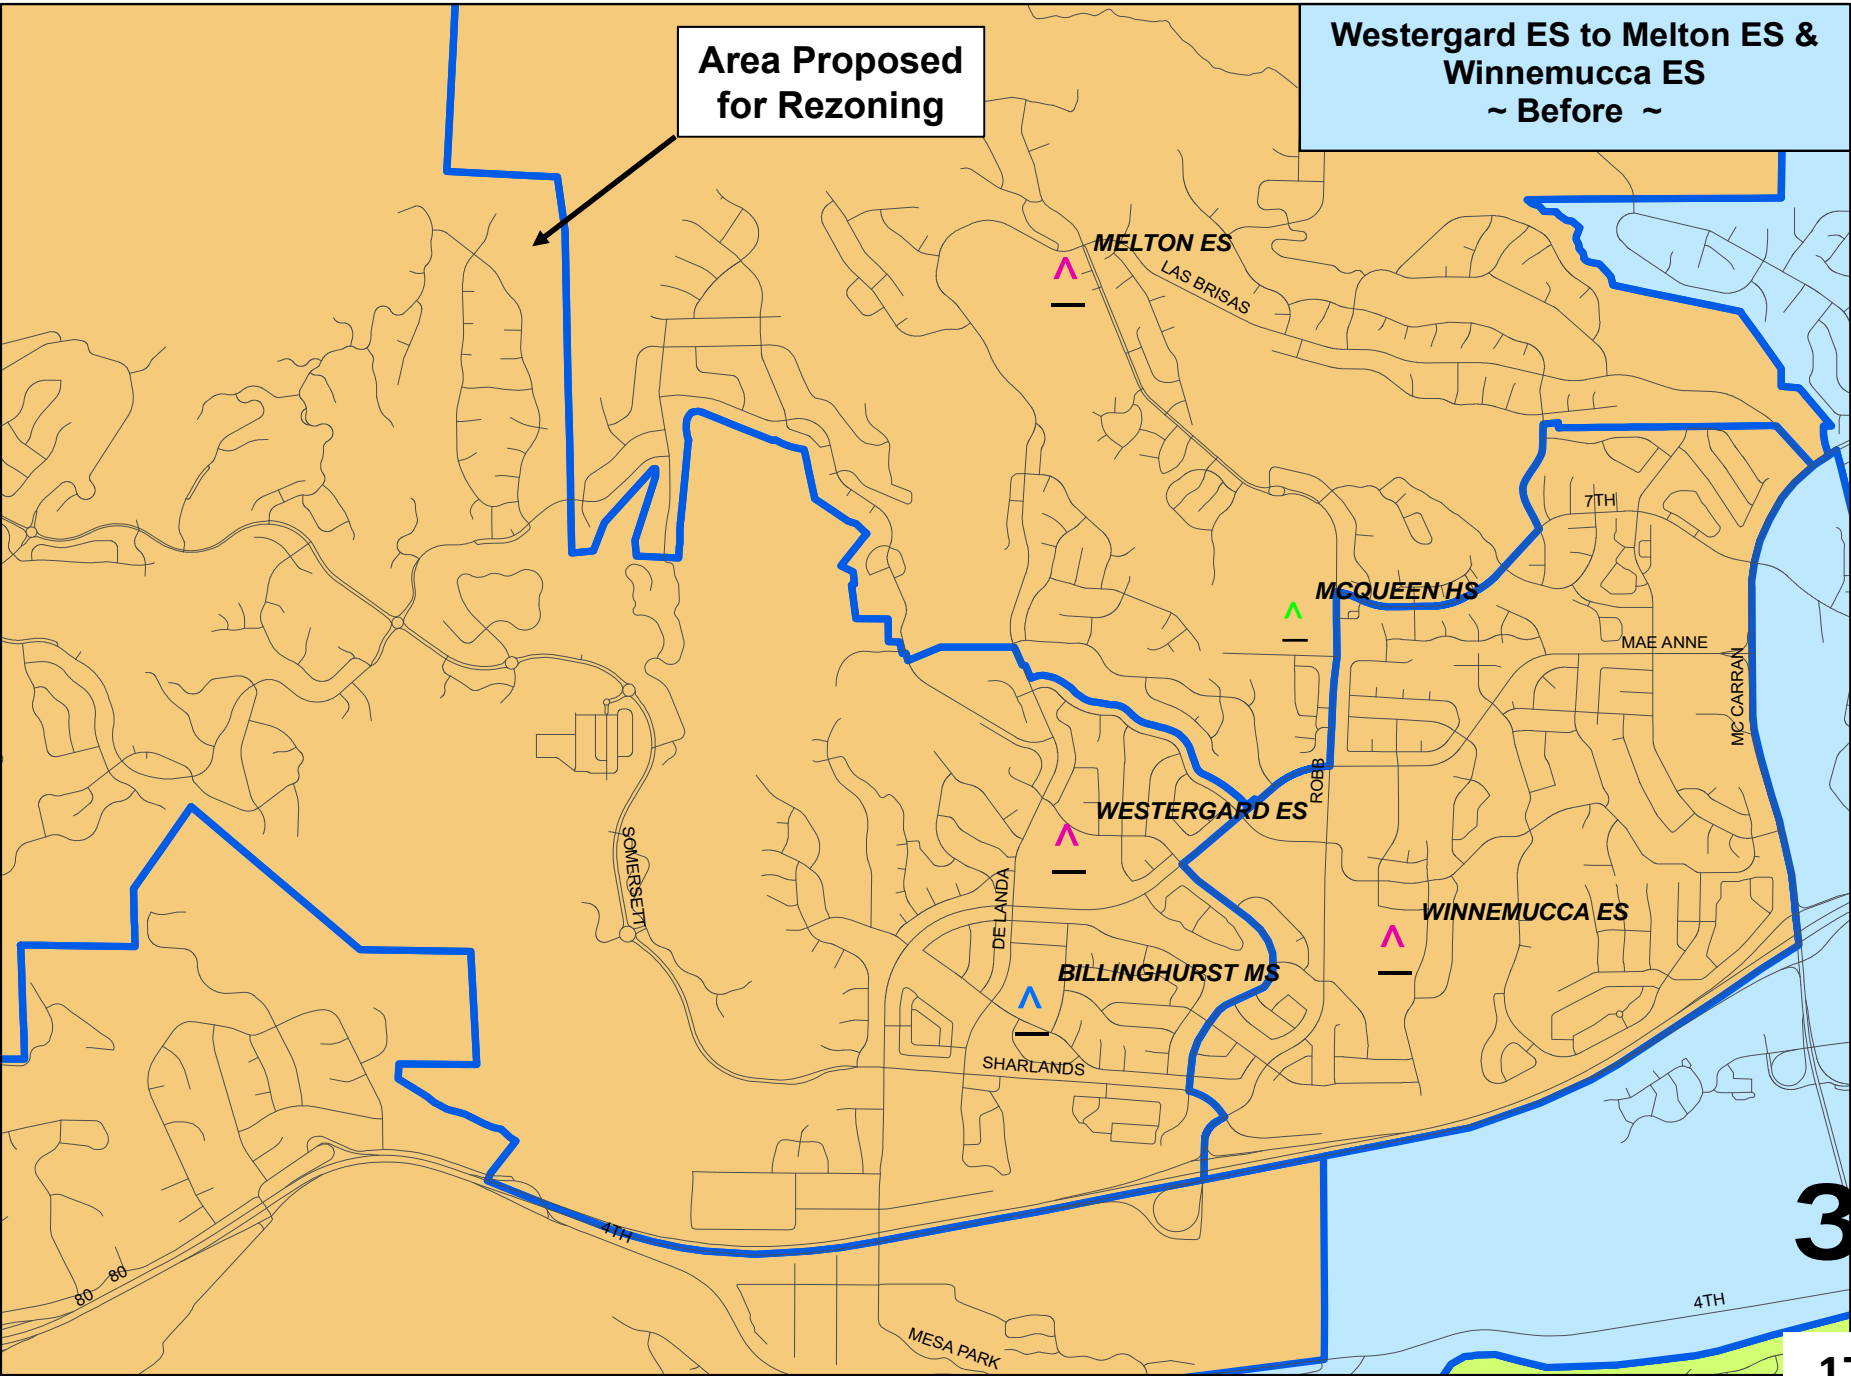 Westergard ES to Melton ES &
Winnemucca ES
~ Before ~
Area Proposed
for Rezoning
MELTON ES
LAS BRISAS
7TH
MCQUEEN HS
MAE ANNE
MC CARRAN
ROBB
WESTERGARD ES
SOMERSETT
DE LANDA
WINNEMUCCA ES
BILLINGHURST MS
SHARLANDS
3
4TH
80
80
4TH
MESA PARK